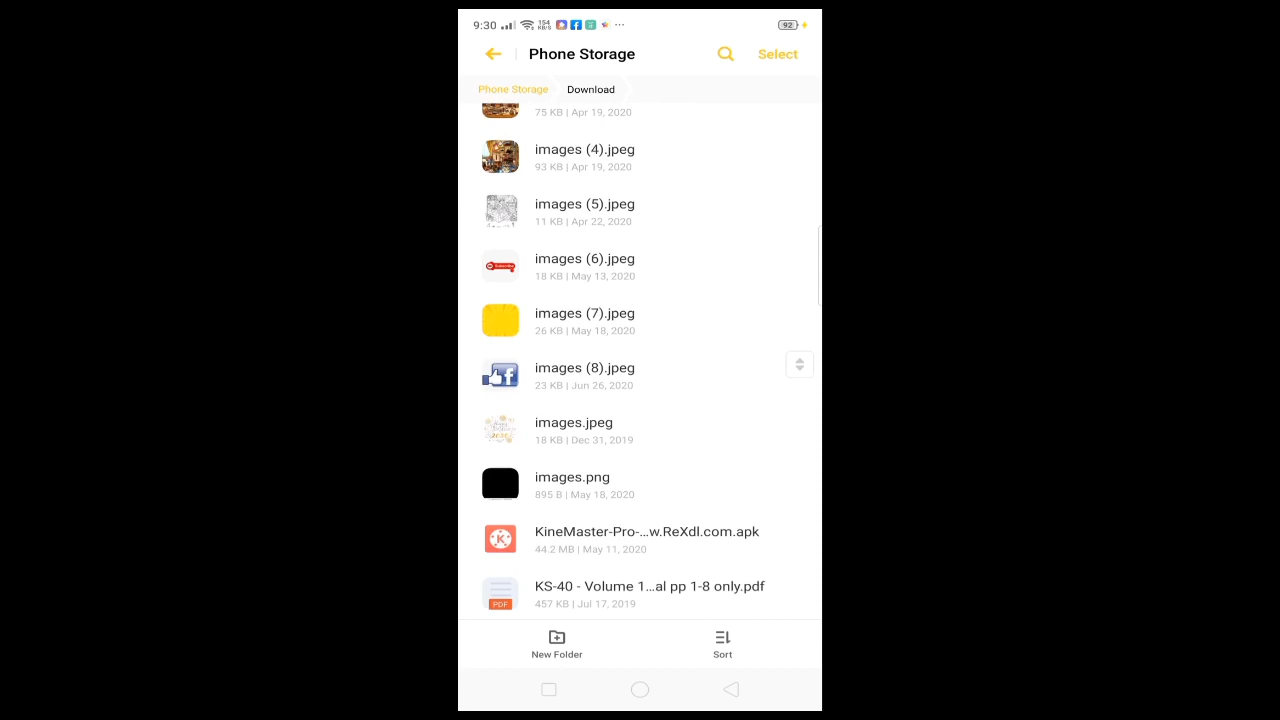 9:30 154 KB/S 92
Phone Storage Select
Phone Storage Download
75 KB | Apr 19, 2020
images (4).jpeg
93 KB | Apr 19, 2020
images (5).jpeg
11 KB | Apr 22, 2020
images (6).jpeg
18 KB | May 13, 2020
images (7).jpeg
26 KB | May 18, 2020
images (8).jpeg
23 KB | Jun 26, 2020
images.jpeg
18 KB | Dec 31, 2019
images.png
895 B | May 18, 2020
KineMaster-Pro-...w.ReXdl.com.apk
44.2 MB | May 11, 2020
KS-40 - Volume 1...al pp 1-8 only.pdf
PDF
457 KB | Jul 17, 2019
New Folder Sort